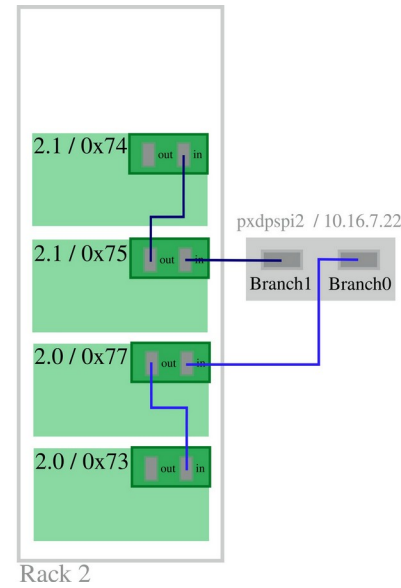 2.1 / 0x74
out in
pxdpspi2 / 10.16.7.22
2.1 / 0x75
out in
Branch1 Branch0
2.0 / 0x77
out in
2.0 / 0x73
out in
Rack 2